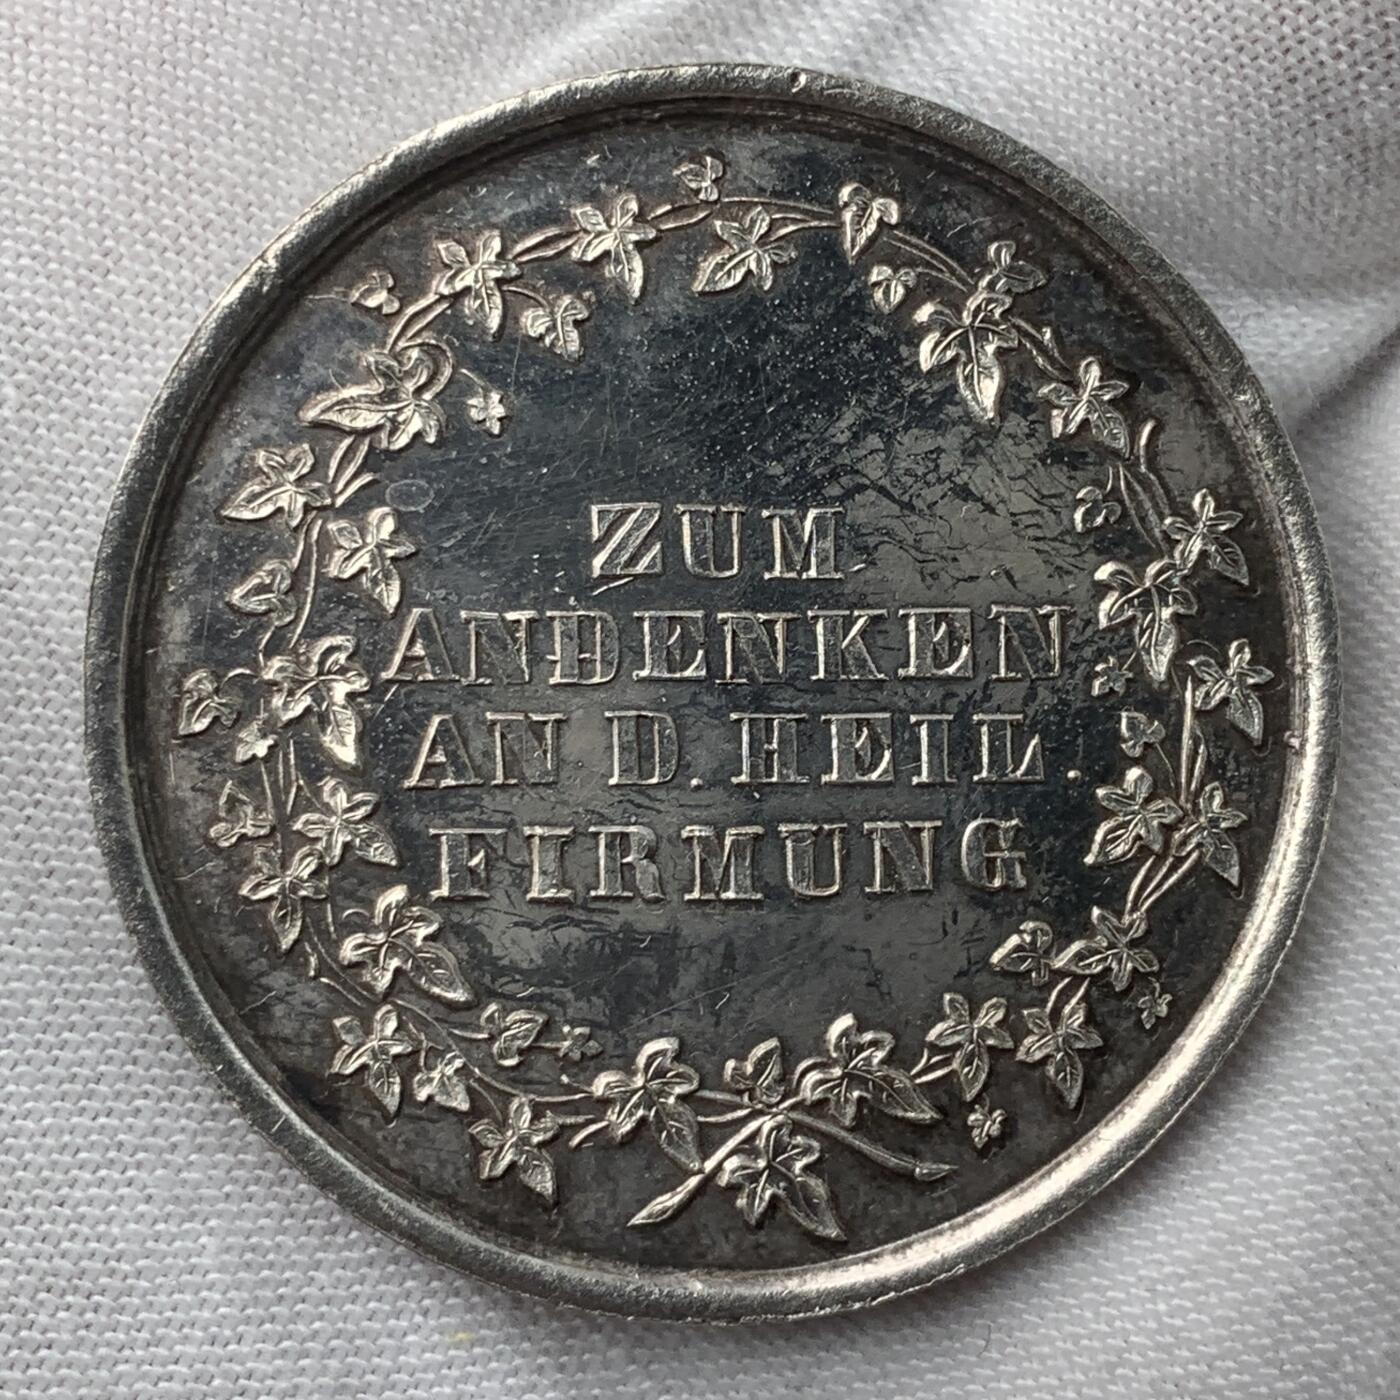 ZUM
ANDENKEN
AN D. HEIL.
FIRMUNG